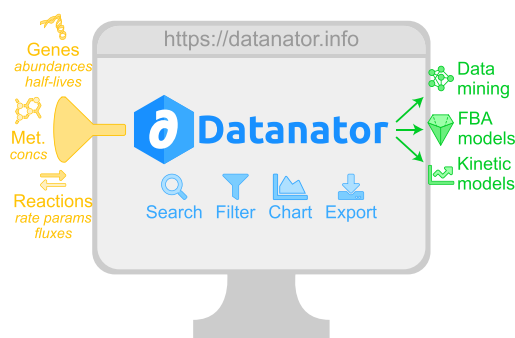 https://datanator.info
Genes
abundances
half-lives
Met.
concs
Reactions
rate params
fluxes
Datanator
Search
Filter
Chart
Export
Data
mining
FBA
models
Kinetic
models